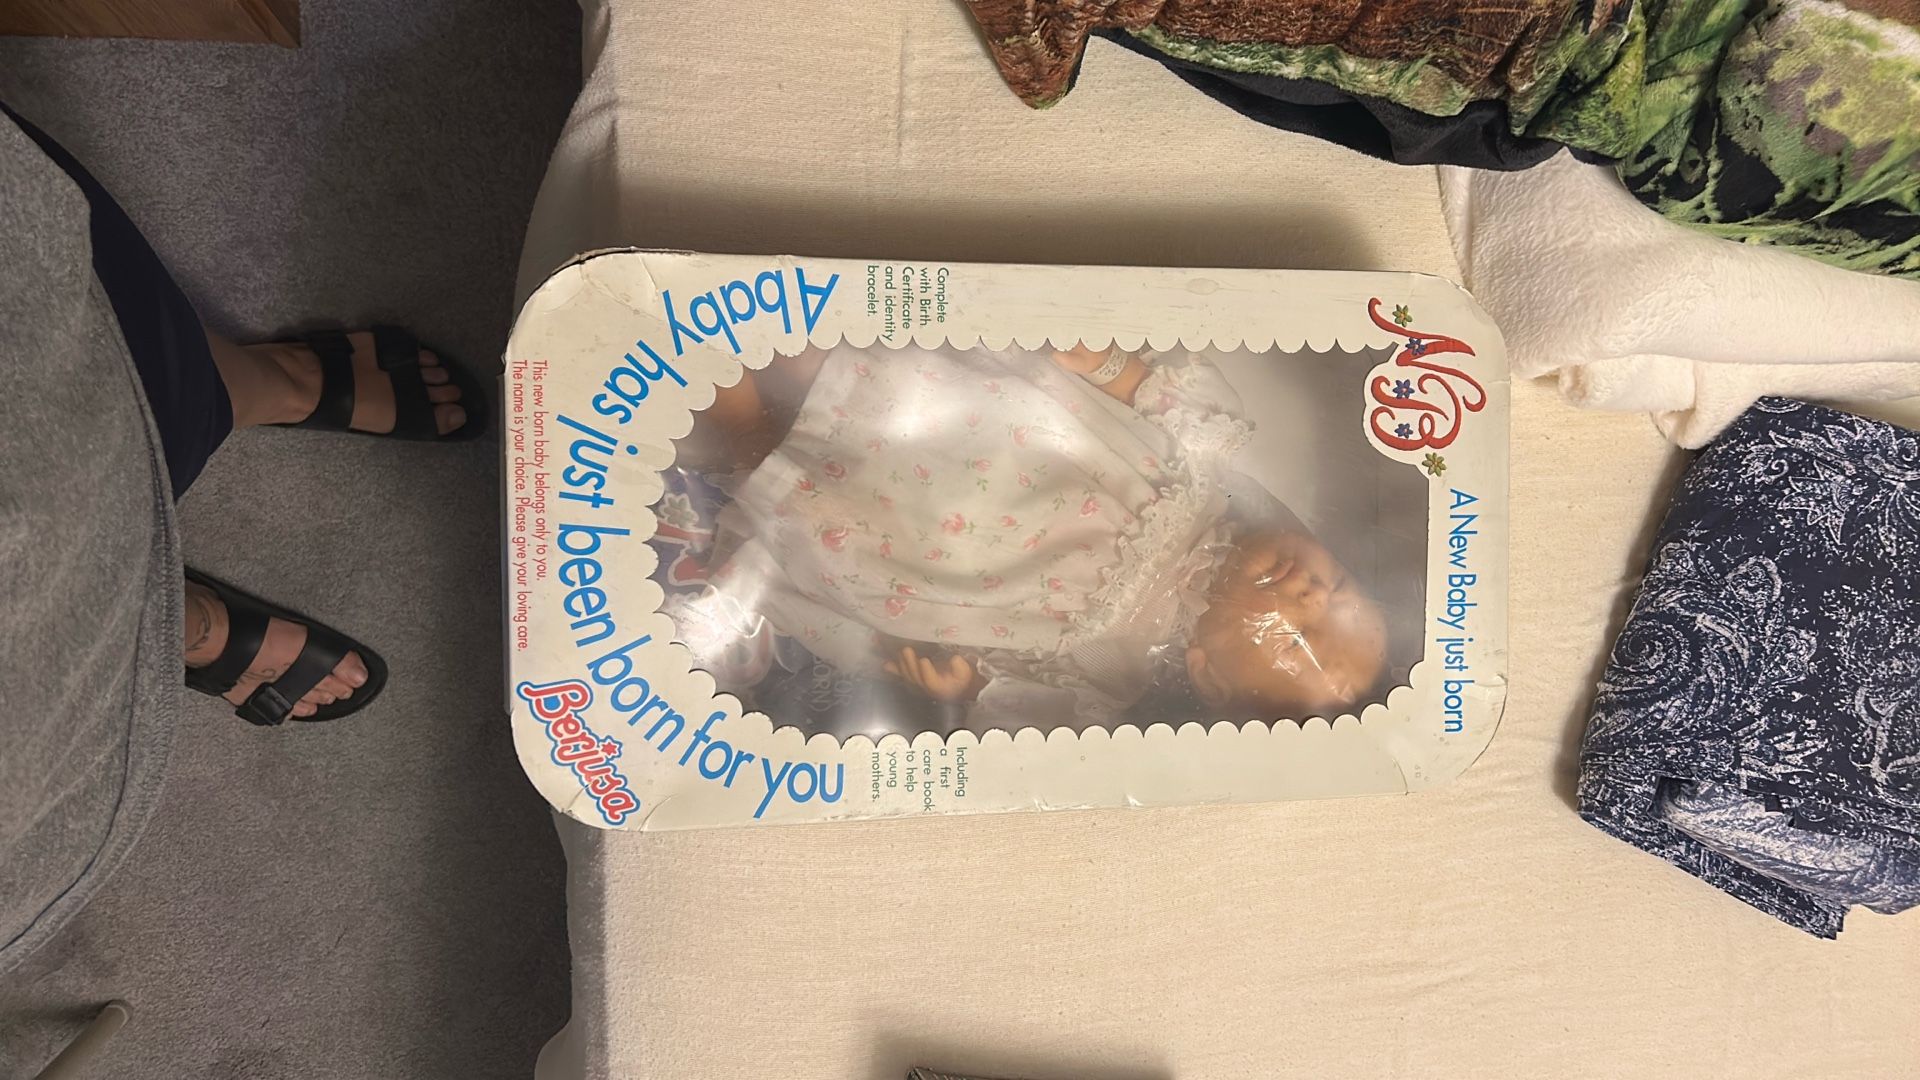 NB
A New Baby just born
Complete
with Birth
Certificate
and identity
bracelet.
Including
a first
care book
to help
young
mothers.
A baby has just been born for you
Berjusa
This new born baby belongs only to you.
The name is your choice. Please give your loving care.